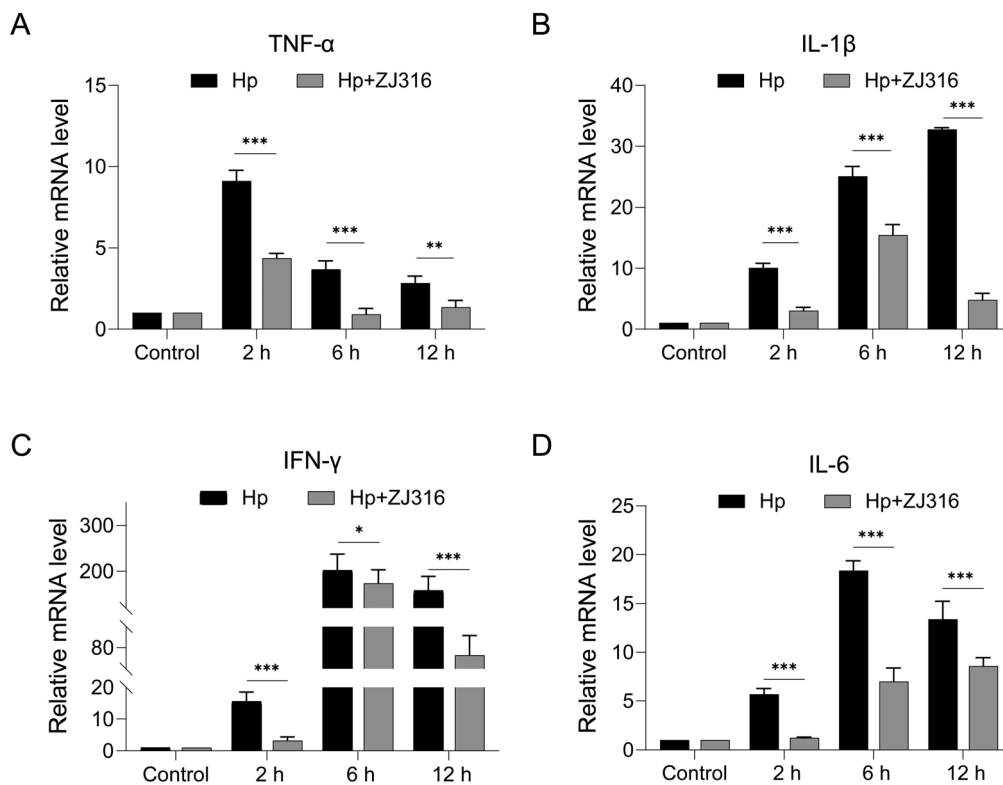 A
TNF-α
Hp Hp+ZJ316
Relative mRNA level
15
10
5
0
***
***
**
Control 2 h 6 h 12 h
B
IL-1β
Hp Hp+ZJ316
Relative mRNA level
40
30
20
10
0
***
***
***
Control 2 h 6 h 12 h
C
IFN-γ
Hp Hp+ZJ316
Relative mRNA level
300
200
80
20
10
0
***
*
***
Control 2 h 6 h 12 h
D
IL-6
Hp Hp+ZJ316
Relative mRNA level
25
20
15
10
5
0
***
***
***
Control 2 h 6 h 12 h